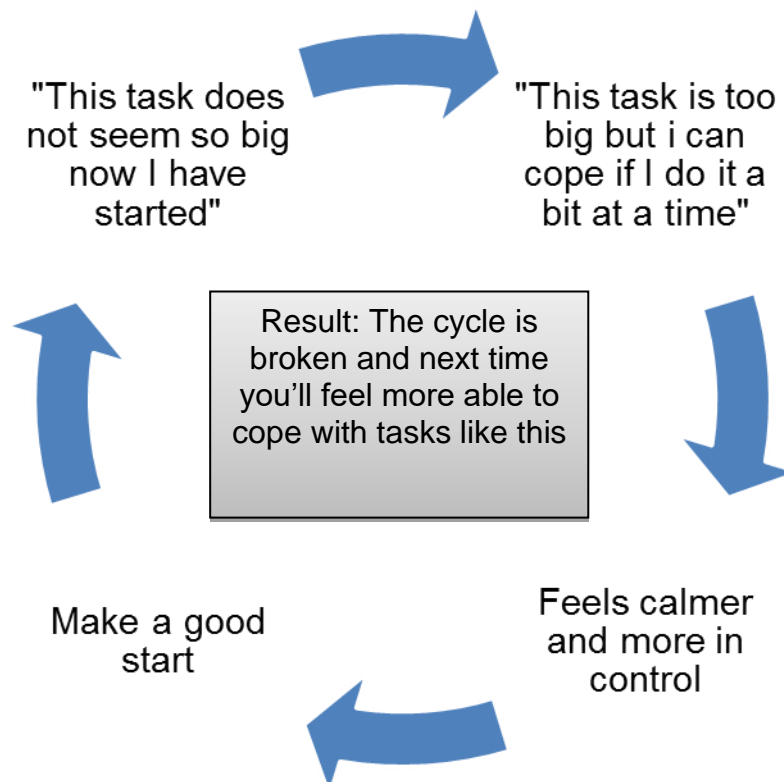 "This task does
not seem so big
now I have
started"
"This task is too
big but i can
cope if I do it a
bit at a time"
Result: The cycle is
broken and next time
you’ll feel more able to
cope with tasks like this
Feels calmer
and more in
control
Make a good
start